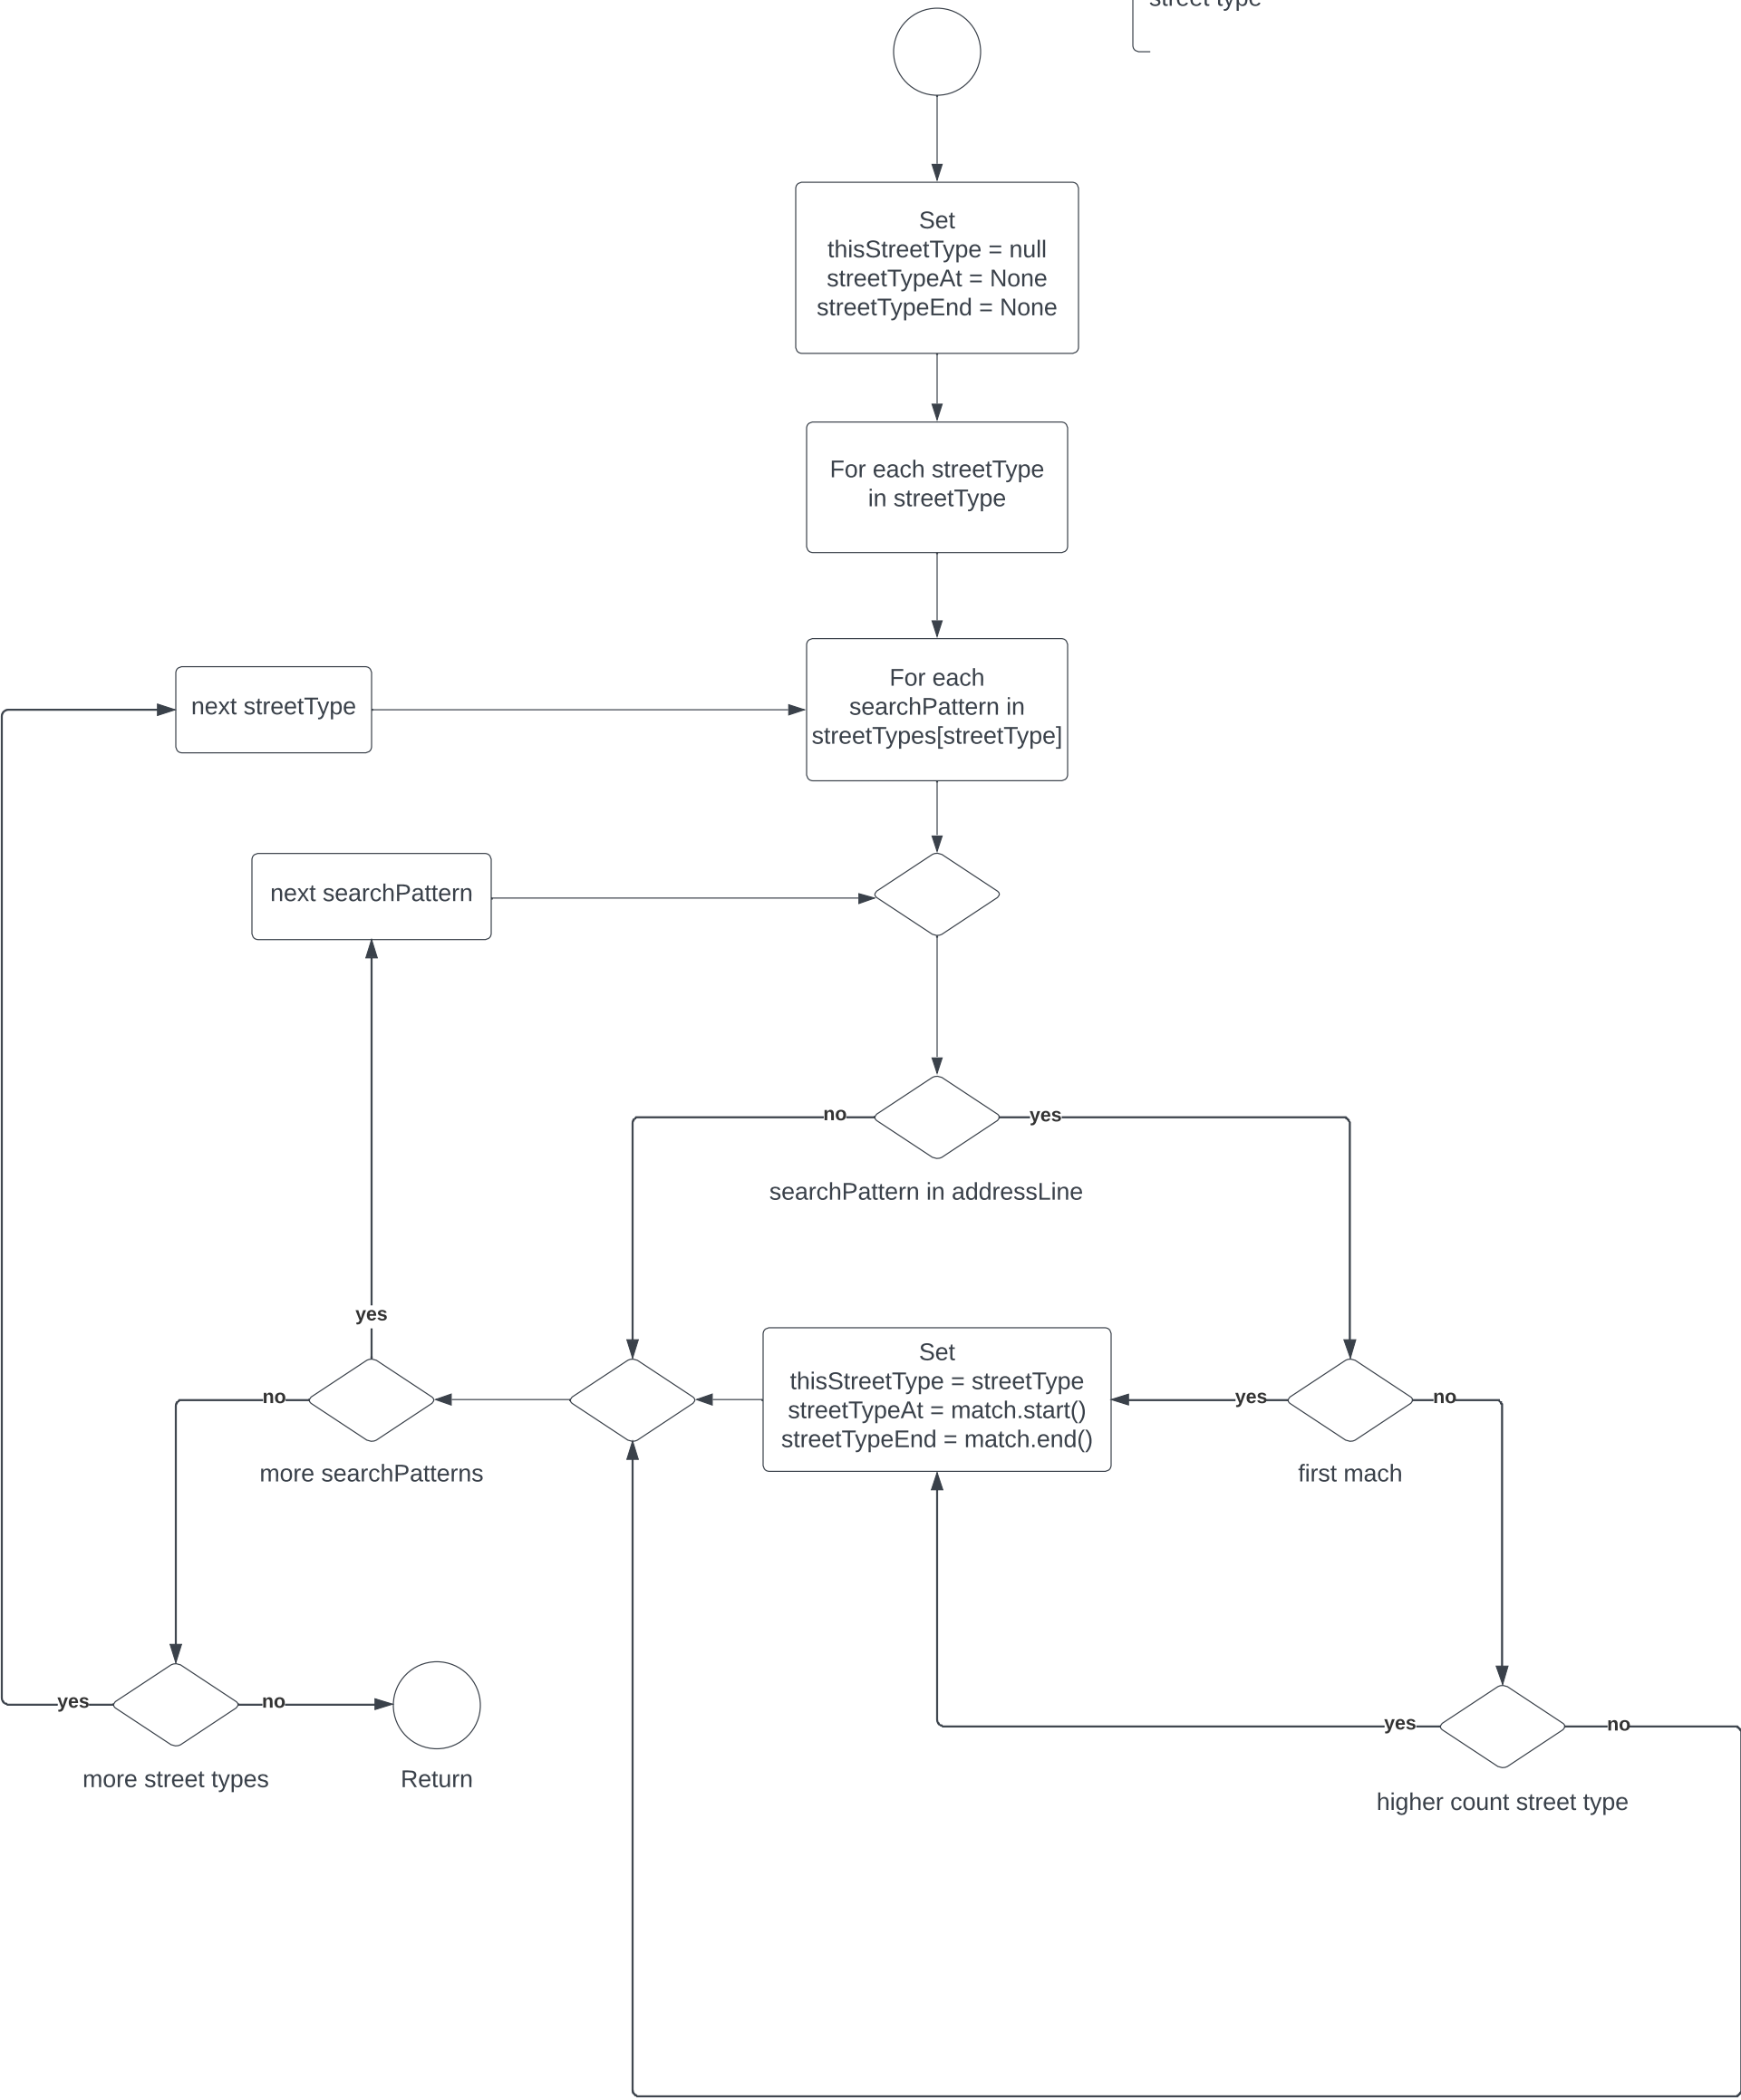 street type
Set
thisStreetType = null
streetTypeAt = None
streetTypeEnd = None
For each streetType
in streetType
next streetType
For each
searchPattern in
streetTypes[streetType]
next searchPattern
no
yes
searchPattern in addressLine
yes
Set
thisStreetType = streetType
streetTypeAt = match.start()
streetTypeEnd = match.end()
no
yes
no
more searchPatterns
first mach
yes
no
yes
no
more street types
Return
higher count street type